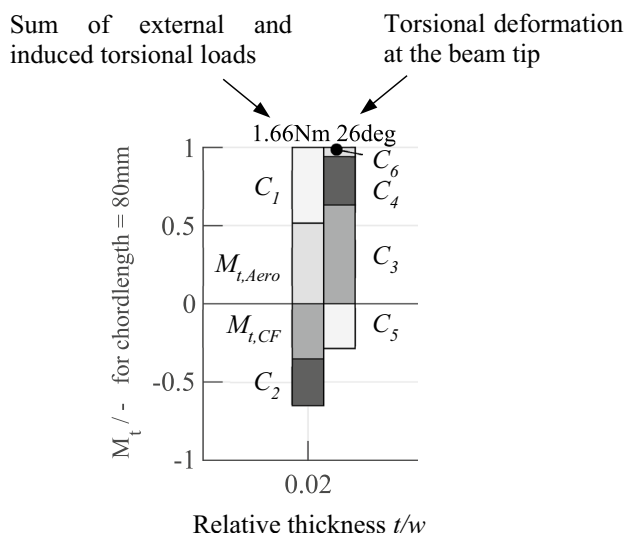 Sum of external and
induced torsional loads
Torsional deformation
at the beam tip
1.66Nm 26deg
1
0.5
0
-0.5
-1
C1
Mt,Aero
Mt,CF
C2
C6
C4
C3
C5
Mt / - for chordlength = 80mm
0.02
Relative thickness t/w